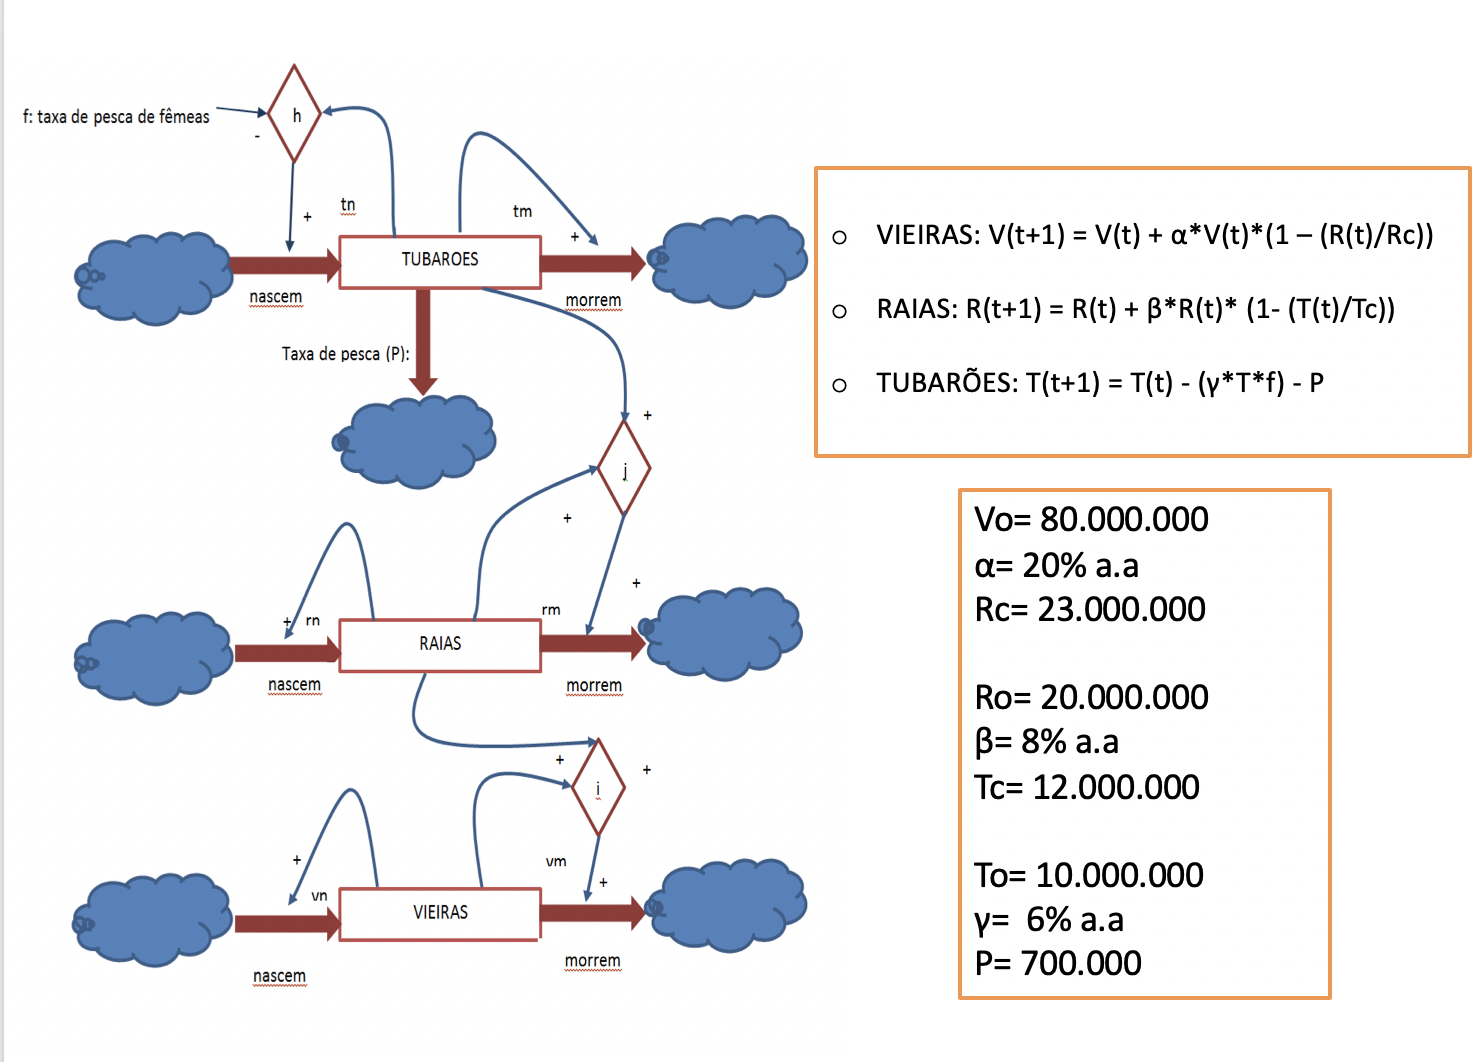 h
f: taxa de pesca de fêmeas
-
+
tn
tm
+
TUBAROES
nascem
morrem
Taxa de pesca (P):
+
j
+
+
rm
+
rn
RAIAS
nascem
morrem
+
+
i
+
vm
+
vn
VIEIRAS
nascem
morrem
○ VIEIRAS: V(t+1) = V(t) + α*V(t)*(1 – (R(t)/Rc))
○ RAIAS: R(t+1) = R(t) + β*R(t)* (1- (T(t)/Tc))
○ TUBARÕES: T(t+1) = T(t) - (γ*T*f) - P
Vo= 80.000.000
α= 20% a.a
Rc= 23.000.000
Ro= 20.000.000
β= 8% a.a
Tc= 12.000.000
To= 10.000.000
γ= 6% a.a
P= 700.000